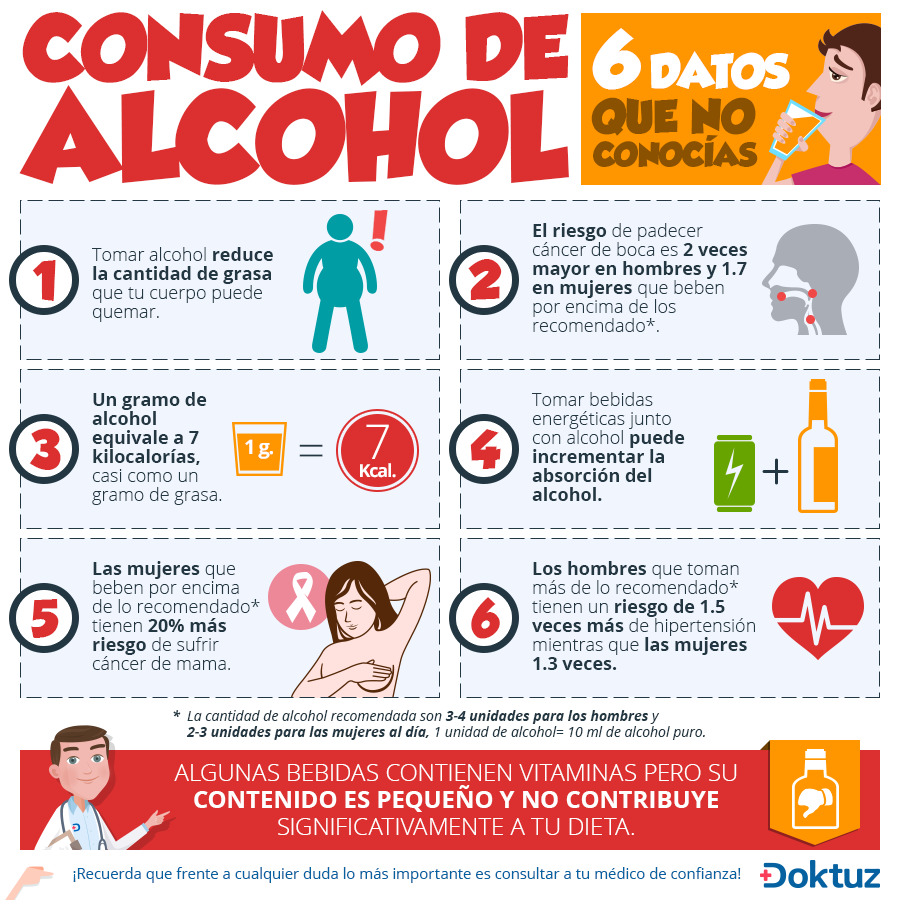 CONSUMO DE
ALCOHOL
6 DATOS
QUE NO
CONOCÍAS
1
Tomar alcohol reduce
la cantidad de grasa
que tu cuerpo puede
quemar.
!
2
El riesgo de padecer
cáncer de boca es 2 veces
mayor en hombres y 1.7
en mujeres que beben
por encima de los
recomendado*.
3
Un gramo de
alcohol
equivale a 7
kilocalorías,
casi como un
gramo de grasa.
1 g.
=
7
Kcal.
4
Tomar bebidas
energéticas junto
con alcohol puede
incrementar la
absorción del
alcohol.
+
5
Las mujeres que
beben por encima
de lo recomendado*
tienen 20% más
riesgo de sufrir
cáncer de mama.
6
Los hombres que toman
más de lo recomendado*
tienen un riesgo de 1.5
veces más de hipertensión
mientras que las mujeres
1.3 veces.
* La cantidad de alcohol recomendada son 3-4 unidades para los hombres y
2-3 unidades para las mujeres al día, 1 unidad de alcohol= 10 ml de alcohol puro.
ALGUNAS BEBIDAS CONTIENEN VITAMINAS PERO SU
CONTENIDO ES PEQUEÑO Y NO CONTRIBUYE
SIGNIFICATIVAMENTE A TU DIETA.
¡Recuerda que frente a cualquier duda lo más importante es consultar a tu médico de confianza!
Doktuz